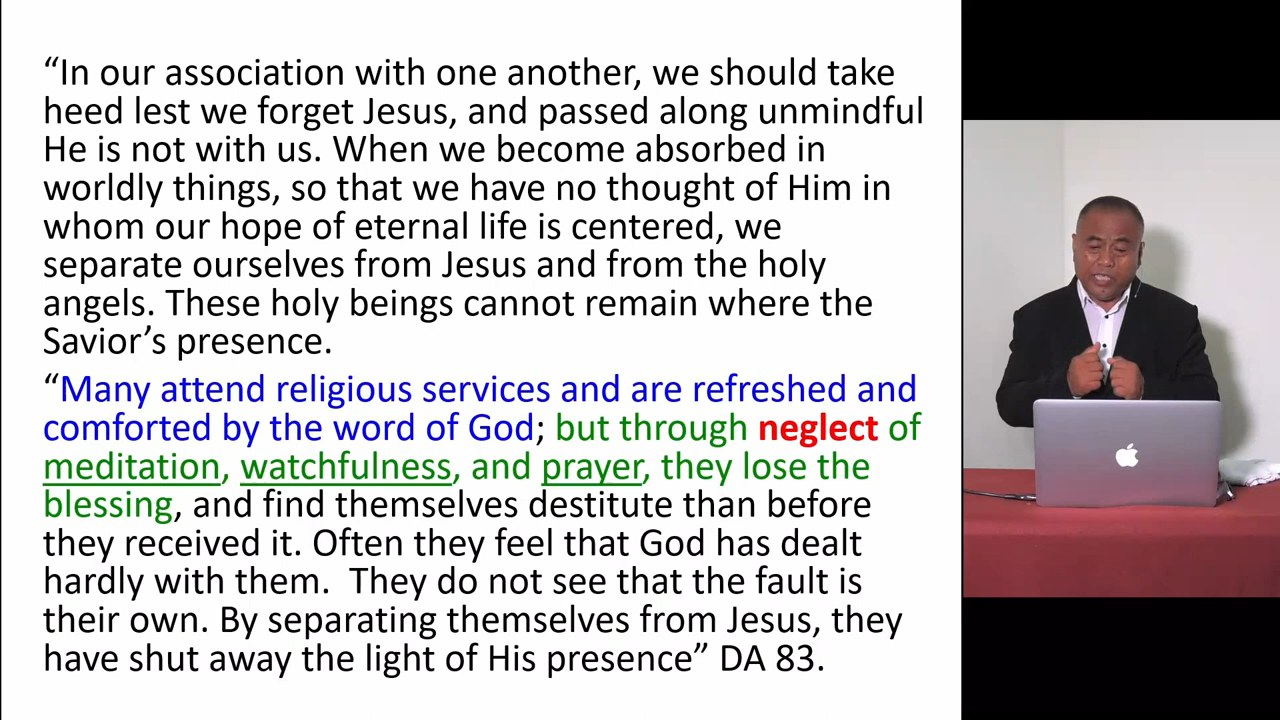 “In our association with one another, we should take
heed lest we forget Jesus, and passed along unmindful
He is not with us. When we become absorbed in
worldly things, so that we have no thought of Him in
whom our hope of eternal life is centered, we
separate ourselves from Jesus and from the holy
angels. These holy beings cannot remain where the
Savior’s presence.
“Many attend religious services and are refreshed and
comforted by the word of God; but through neglect of
meditation, watchfulness, and prayer, they lose the
blessing, and find themselves destitute than before
they received it. Often they feel that God has dealt
hardly with them.  They do not see that the fault is
their own. By separating themselves from Jesus, they
have shut away the light of His presence” DA 83.